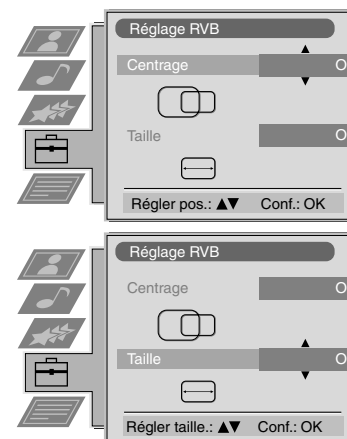 Réglage RVB
Centrage O
Taille O
Régler pos.: ▲▼ Conf.: OK
Réglage RVB
Centrage O
Taille O
Régler taille.: ▲▼ Conf.: OK